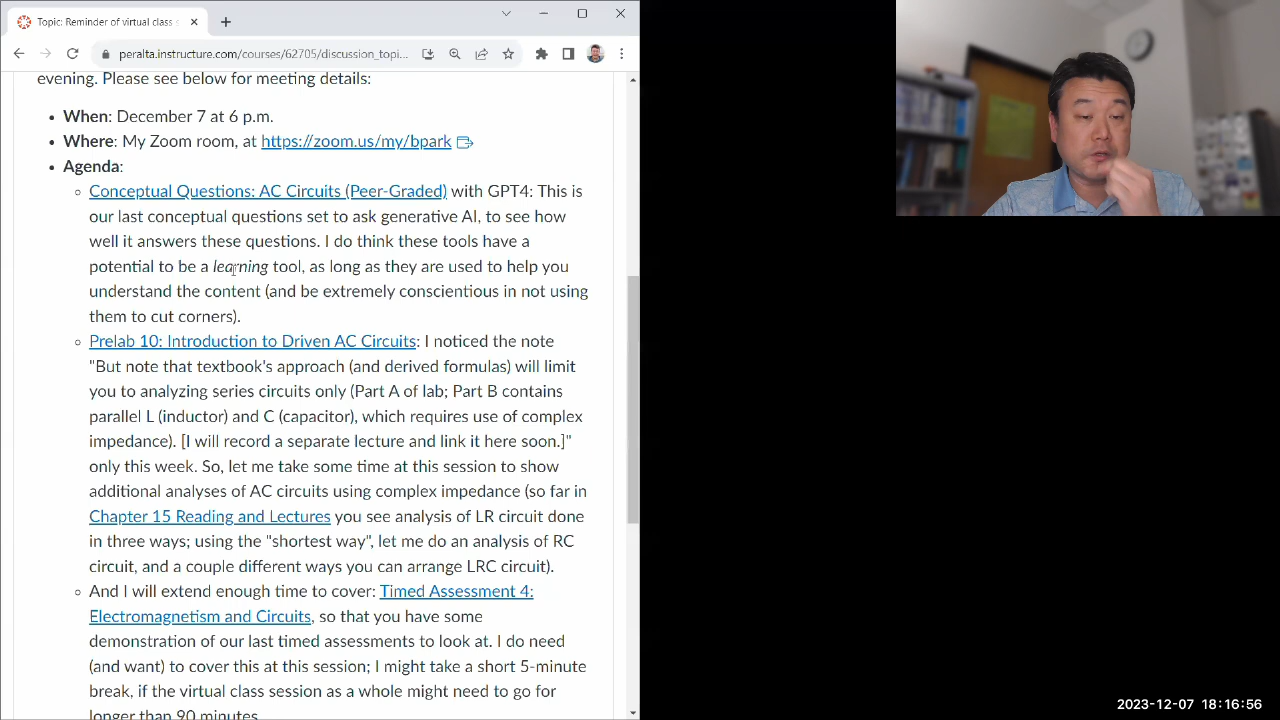 Topic: Reminder of virtual class s
peralta.instructure.com/courses/62705/discussion_topi...
evening. Please see below for meeting details:
• When: December 7 at 6 p.m.
• Where: My Zoom room, at https://zoom.us/my/bpark
• Agenda:
◦ Conceptual Questions: AC Circuits (Peer-Graded) with GPT4: This is
our last conceptual questions set to ask generative AI, to see how
well it answers these questions. I do think these tools have a
potential to be a learning tool, as long as they are used to help you
understand the content (and be extremely conscientious in not using
them to cut corners).
◦ Prelab 10: Introduction to Driven AC Circuits: I noticed the note
"But note that textbook's approach (and derived formulas) will limit
you to analyzing series circuits only (Part A of lab; Part B contains
parallel L (inductor) and C (capacitor), which requires use of complex
impedance). [I will record a separate lecture and link it here soon.]"
only this week. So, let me take some time at this session to show
additional analyses of AC circuits using complex impedance (so far in
Chapter 15 Reading and Lectures you see analysis of LR circuit done
in three ways; using the "shortest way", let me do an analysis of RC
circuit, and a couple different ways you can arrange LRC circuit).
◦ And I will extend enough time to cover: Timed Assessment 4:
Electromagnetism and Circuits, so that you have some
demonstration of our last timed assessments to look at. I do need
(and want) to cover this at this session; I might take a short 5-minute
break, if the virtual class session as a whole might need to go for
longer than 90 minutes.
2023-12-07 18:16:56